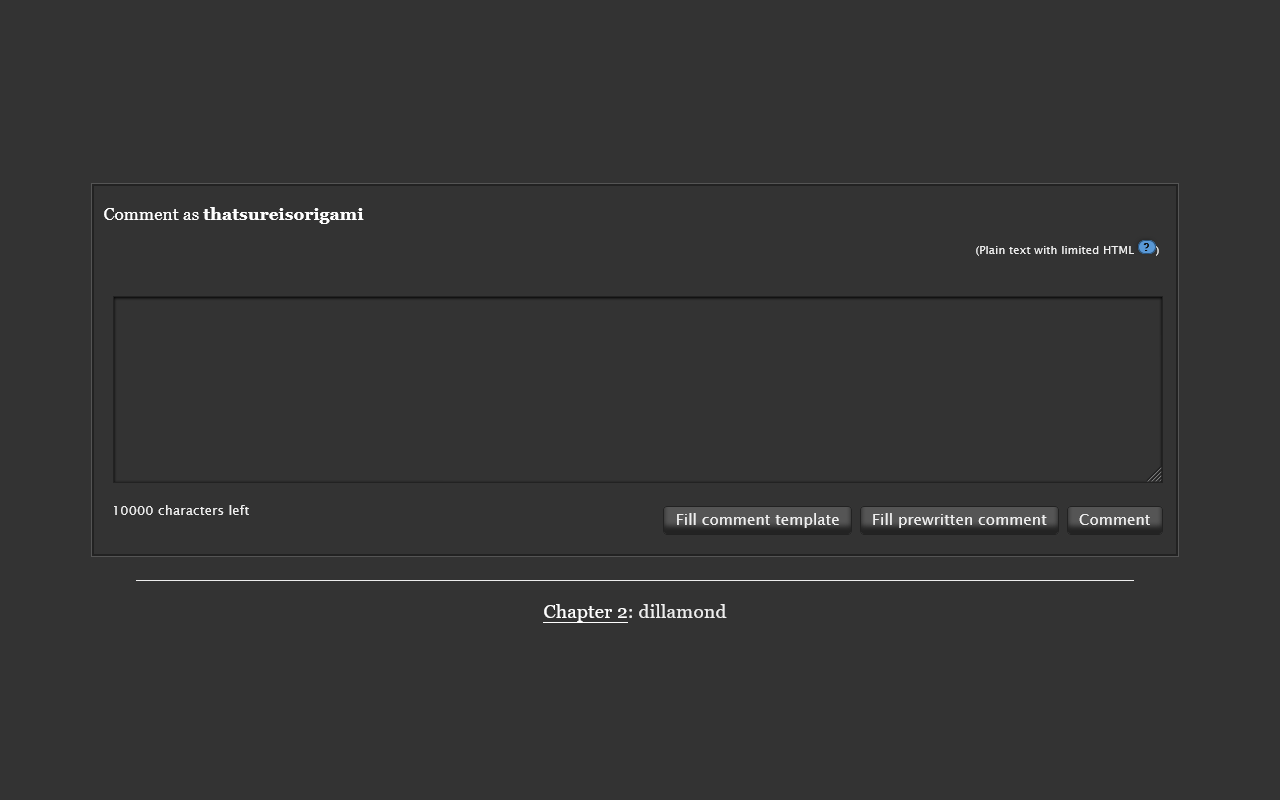 Comment as thatsureisorigami
(Plain text with limited HTML ?)
10000 characters left
Fill comment template
Fill prewritten comment
Comment
Chapter 2: dillamond